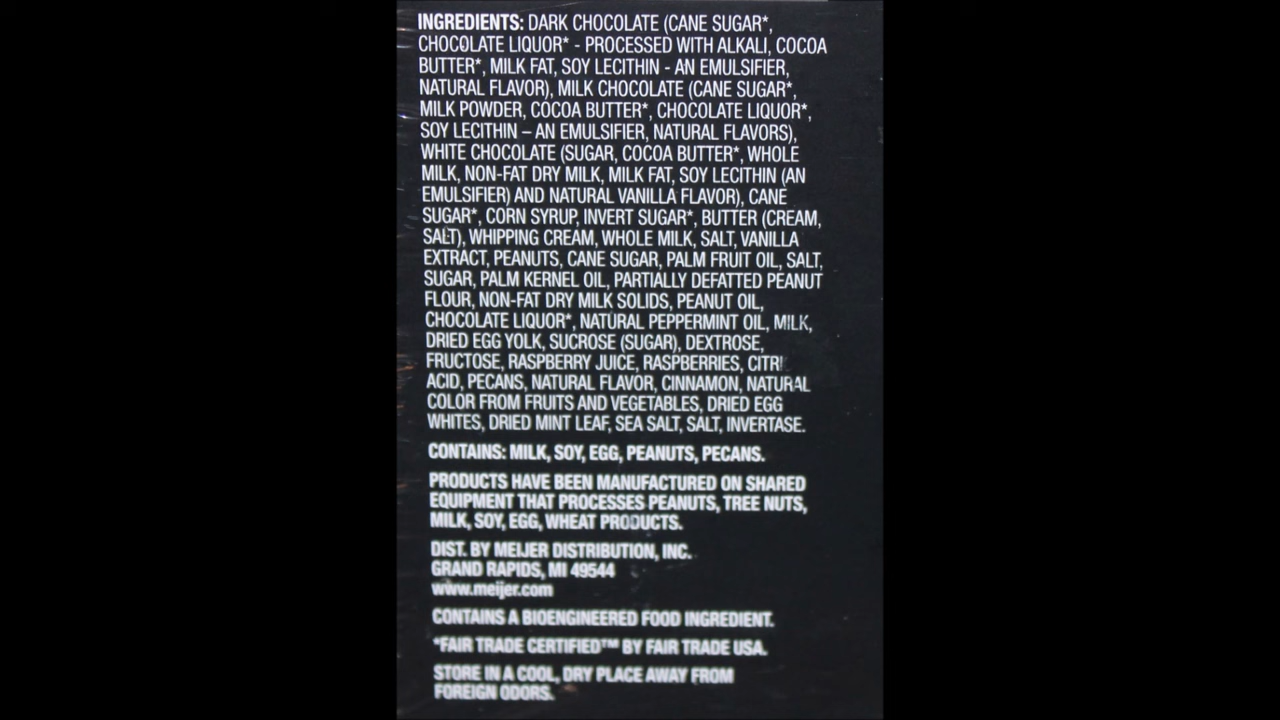 INGREDIENTS: DARK CHOCOLATE (CANE SUGAR*,
CHOCOLATE LIQUOR* - PROCESSED WITH ALKALI, COCOA
BUTTER*, MILK FAT, SOY LECITHIN - AN EMULSIFIER,
NATURAL FLAVOR), MILK CHOCOLATE (CANE SUGAR*,
MILK POWDER, COCOA BUTTER*, CHOCOLATE LIQUOR*,
SOY LECITHIN – AN EMULSIFIER, NATURAL FLAVORS),
WHITE CHOCOLATE (SUGAR, COCOA BUTTER*, WHOLE
MILK, NON-FAT DRY MILK, MILK FAT, SOY LECITHIN (AN
EMULSIFIER) AND NATURAL VANILLA FLAVOR), CANE
SUGAR*, CORN SYRUP, INVERT SUGAR*, BUTTER (CREAM,
SALT), WHIPPING CREAM, WHOLE MILK, SALT, VANILLA
EXTRACT, PEANUTS, CANE SUGAR, PALM FRUIT OIL, SALT,
SUGAR, PALM KERNEL OIL, PARTIALLY DEFATTED PEANUT
FLOUR, NON-FAT DRY MILK SOLIDS, PEANUT OIL,
CHOCOLATE LIQUOR*, NATURAL PEPPERMINT OIL, MILK,
DRIED EGG YOLK, SUCROSE (SUGAR), DEXTROSE,
FRUCTOSE, RASPBERRY JUICE, RASPBERRIES, CITRI
ACID, PECANS, NATURAL FLAVOR, CINNAMON, NATURAL
COLOR FROM FRUITS AND VEGETABLES, DRIED EGG
WHITES, DRIED MINT LEAF, SEA SALT, SALT, INVERTASE.
CONTAINS: MILK, SOY, EGG, PEANUTS, PECANS.
PRODUCTS HAVE BEEN MANUFACTURED ON SHARED
EQUIPMENT THAT PROCESSES PEANUTS, TREE NUTS,
MILK, SOY, EGG, WHEAT PRODUCTS.
DIST. BY MEIJER DISTRIBUTION, INC.
GRAND RAPIDS, MI 49544
www.meijer.com
CONTAINS A BIOENGINEERED FOOD INGREDIENT.
*FAIR TRADE CERTIFIED™ BY FAIR TRADE USA.
STORE IN A COOL, DRY PLACE AWAY FROM
FOREIGN ODORS.